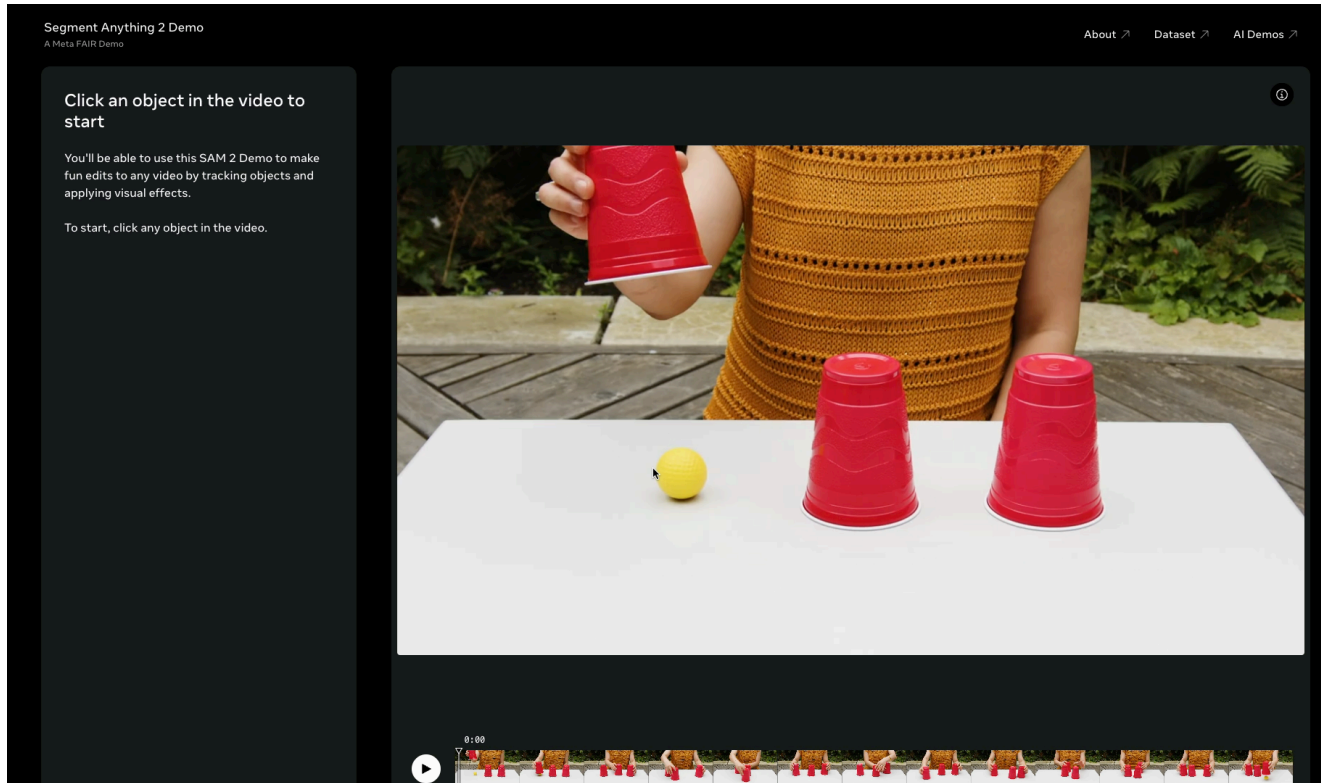 Segment Anything 2 Demo
A Meta FAIR Demo
About ↗ Dataset ↗ AI Demos ↗
Click an object in the video to
start
You'll be able to use this SAM 2 Demo to make
fun edits to any video by tracking objects and
applying visual effects.
To start, click any object in the video.
0:00